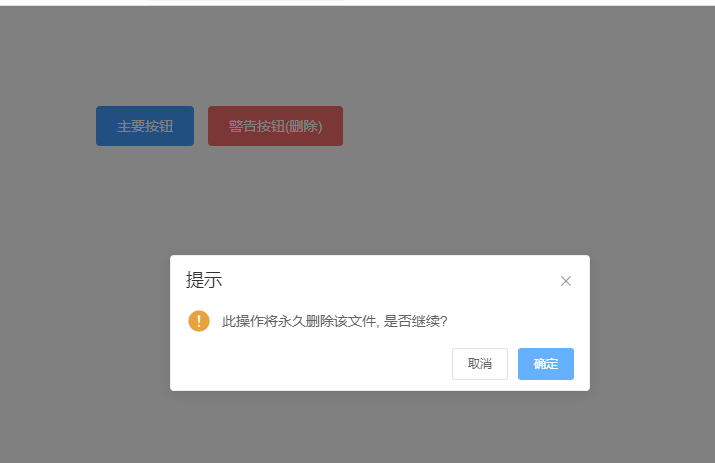 主要按钮
警告按钮(删除)
提示
此操作将永久删除该文件, 是否继续?
取消
确定